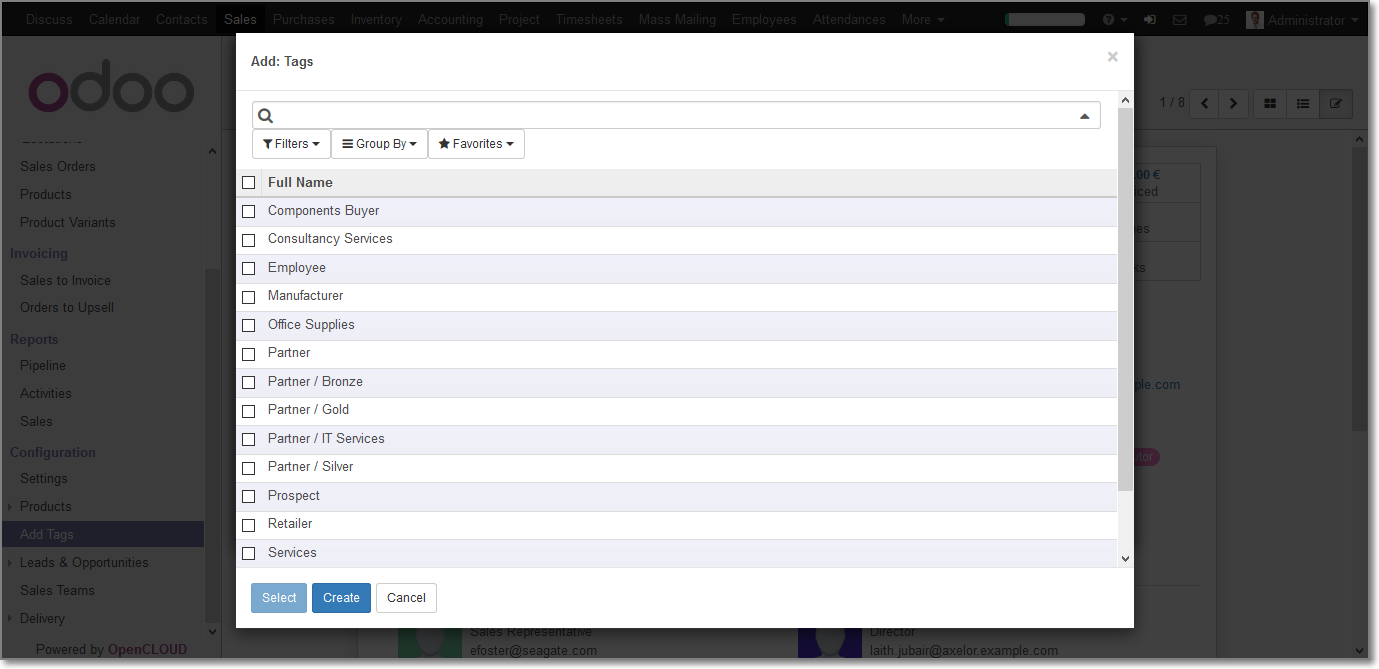 Discuss Calendar Contacts Sales Purchases Inventory Accounting Project Timesheets Mass Mailing Employees Attendances More 25 Administrator
odoo
Sales Orders
Products
Product Variants
Invoicing
Sales to Invoice
Orders to Upsell
Reports
Pipeline
Activities
Sales
Configuration
Settings
Products
Add Tags
Leads & Opportunities
Sales Teams
Delivery
Powered by OpenCLOUD
Add: Tags ×
Filters Group By Favorites
Full Name
Components Buyer
Consultancy Services
Employee
Manufacturer
Office Supplies
Partner
Partner / Bronze
Partner / Gold
Partner / IT Services
Partner / Silver
Prospect
Retailer
Services
Select Create Cancel
1 / 8
.00 €
ple.com
Sales Representative
efoster@seagate.com
Director
laith.jubair@axelor.example.com